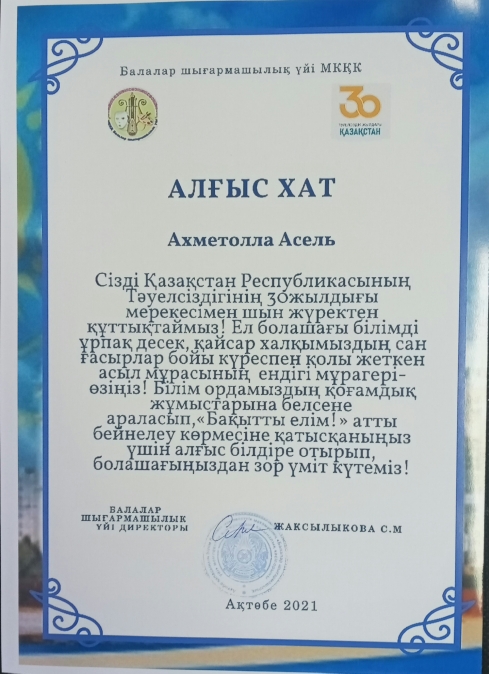 Балалар шығармашылық үйі МКҚК
30
ҚАЗАҚСТАН
АЛҒЫС ХАТ
Ахметолла Асель
Сізді Қазақстан Республикасының
Тәуелсіздігінің 30жылдығы
мерекесімен шын жүректен
құттықтаймыз! Ел болашағы білімді
ұрпақ десек, қайсар халқымыздың сан
ғасырлар бойы күреспен қолы жеткен
асыл мұрасының ендігі мұрагері-
өзіңіз! Білім ордамыздың қоғамдық
жұмыстарына белсене
араласып,«Бақытты елім!» атты
бейнелеу көрмесіне қатысқаныңыз
үшін алғыс білдіре отырып,
болашағыңыздан зор үміт күтеміз!
БАЛАЛАР
ШЫҒАРМАШЫЛЫҚ
ҮЙІ ДИРЕКТОРЫ
ЖАКСЫЛЫКОВА С.М
Ақтөбе 2021